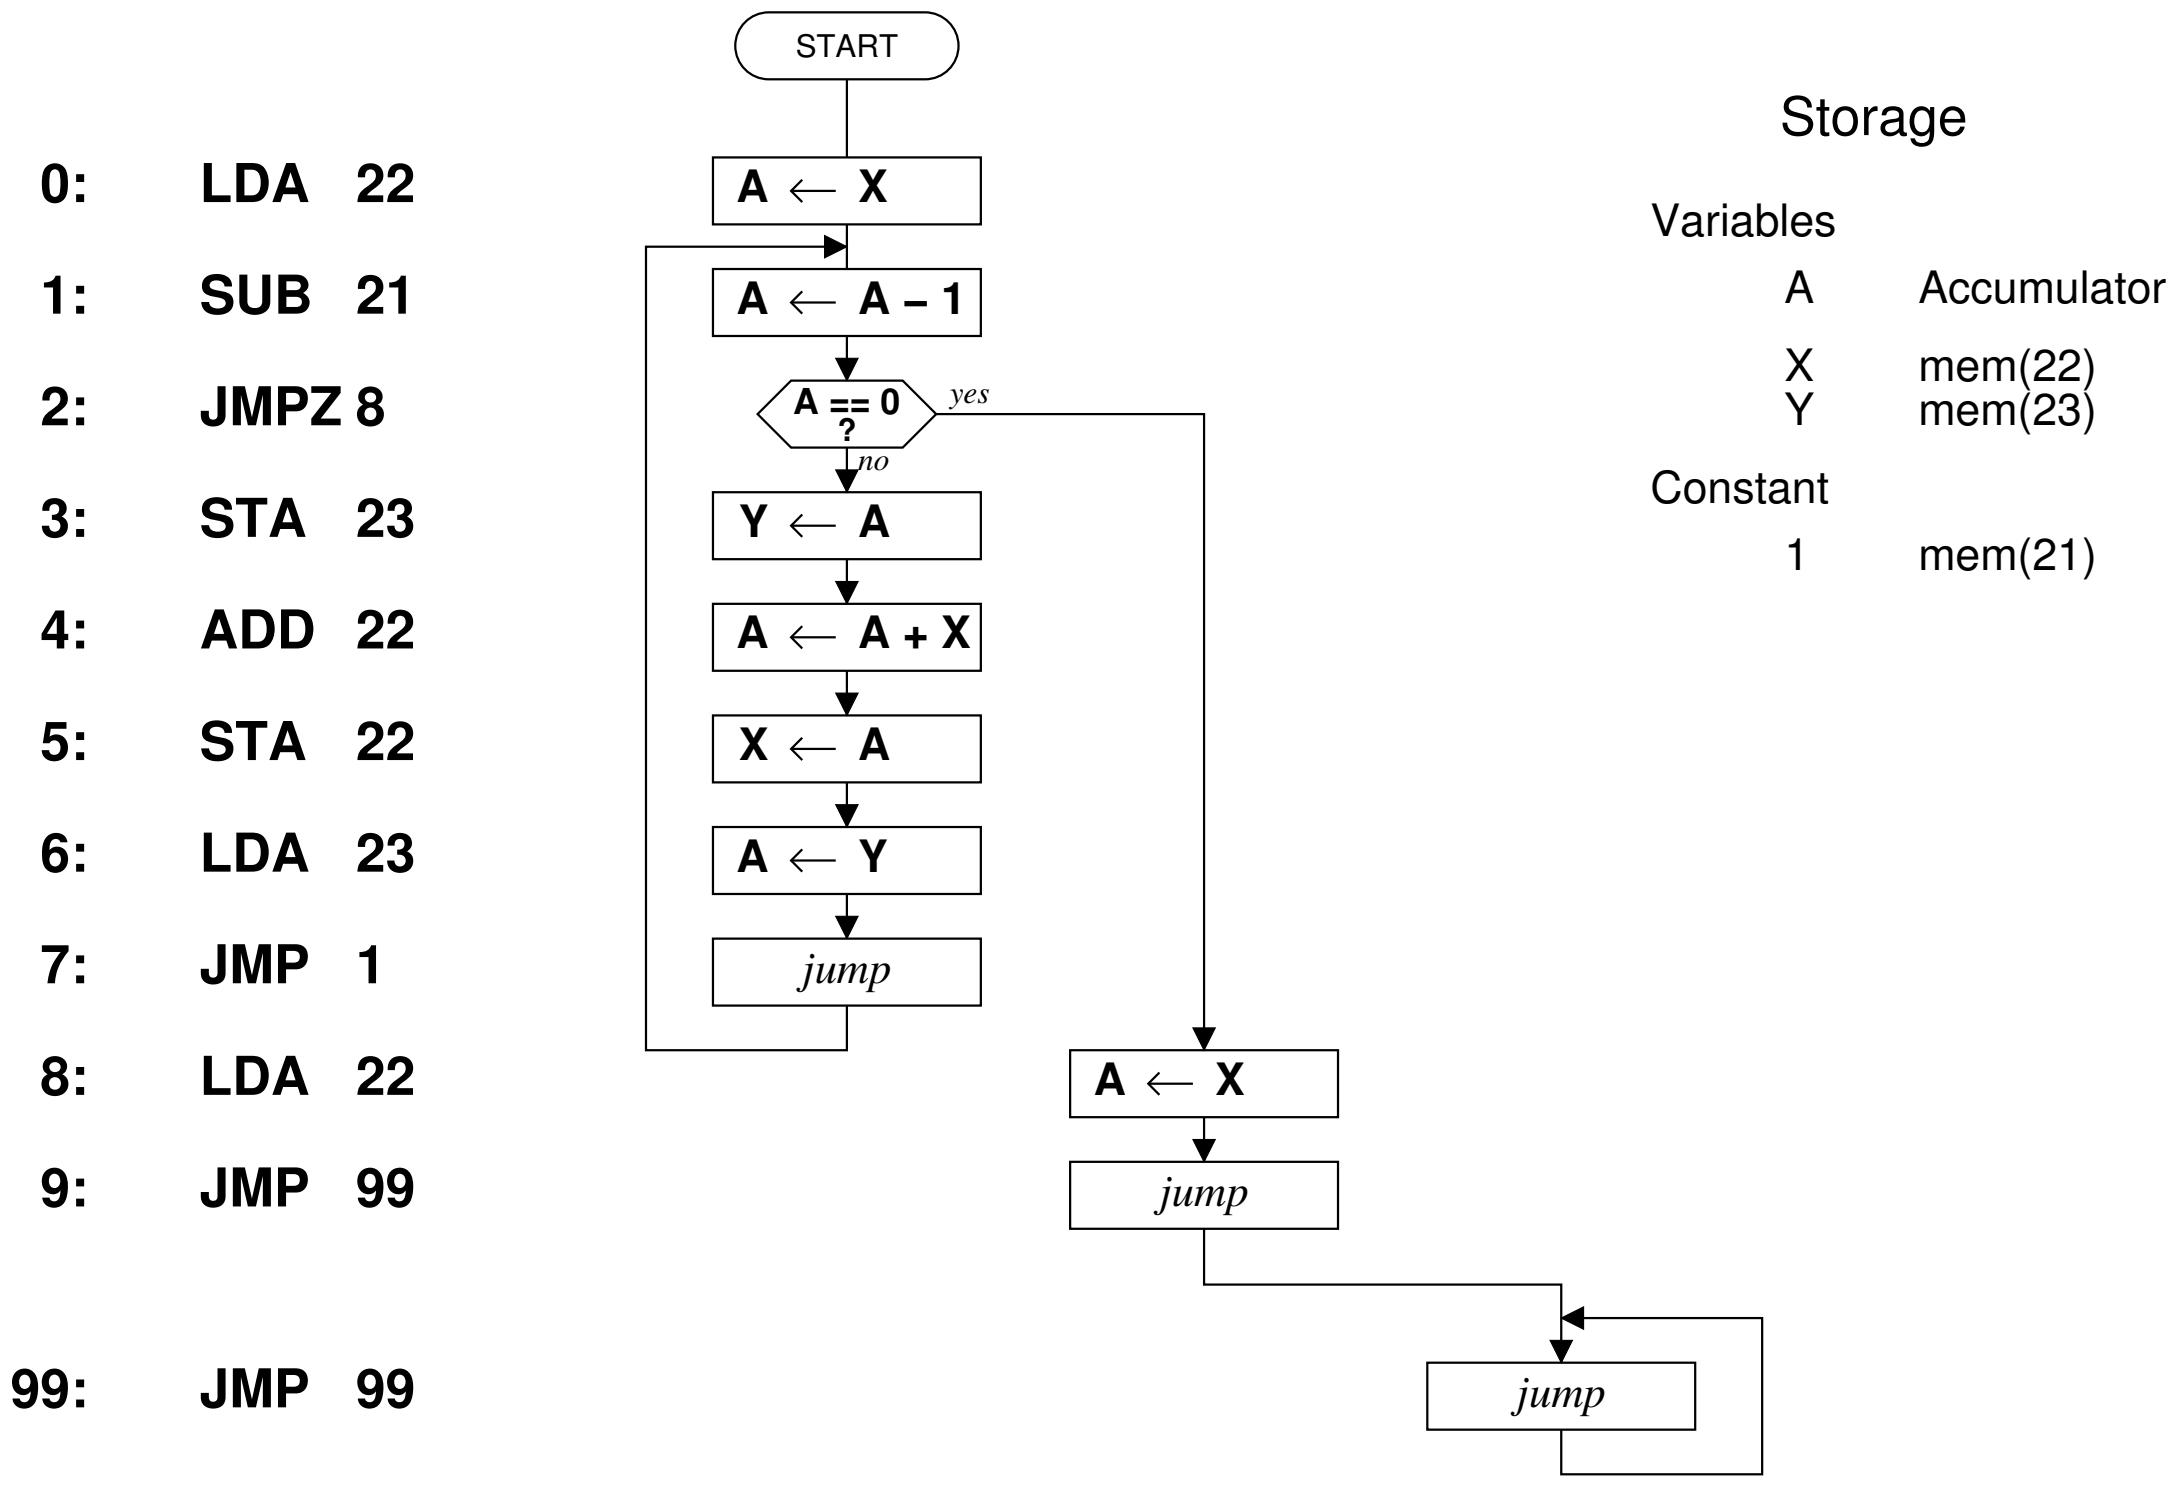 START
Storage
0: LDA 22
A ← X
Variables
1: SUB 21
A ← A – 1
A Accumulator
2: JMPZ 8
A == 0
?
yes
no
X mem(22)
Y mem(23)
3: STA 23
Y ← A
Constant
1 mem(21)
4: ADD 22
A ← A + X
5: STA 22
X ← A
6: LDA 23
A ← Y
7: JMP 1
jump
8: LDA 22
A ← X
9: JMP 99
jump
99: JMP 99
jump